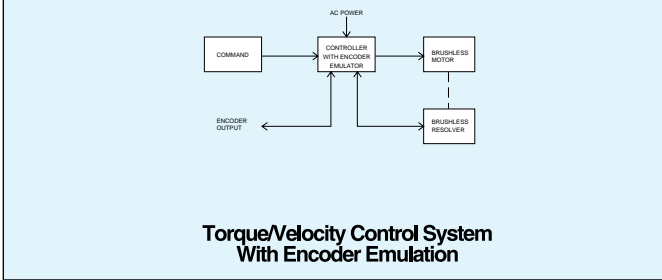 AC POWER
COMMAND
CONTROLLER
WITH ENCODER
EMULATOR
BRUSHLESS
MOTOR
ENCODER
OUTPUT
BRUSHLESS
RESOLVER
Torque/Velocity Control System
With Encoder Emulation